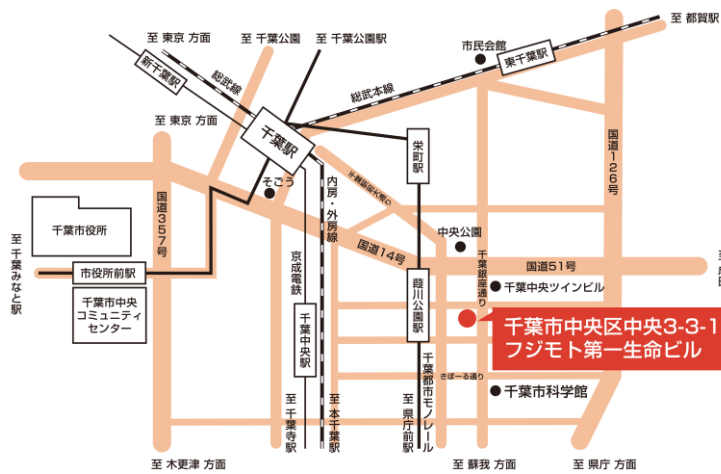 至 東京 方面
至 千葉公園
至 千葉公園駅
至 都賀駅
市民会館
東千葉駅
新千葉駅
総武線
総武本線
至 東京 方面
千葉駅
栄町駅
国道126号
そごう
国道357号
内房・外房線
中央公園
千葉市役所
国道14号
国道51号
至 千葉みなと駅
市役所前駅
京成電鉄
千葉銀座通り
千葉中央ツインビル
千葉市中央
コミュニティ
センター
千葉中央駅
葭川公園駅
千葉市中央区中央3-3-1
フジモト第一生命ビル
千葉都市モノレール
きぼーる通り
千葉市科学館
至 千葉寺駅
至 本千葉駅
至 県庁前駅
至 木更津 方面
至 蘇我 方面
至 県庁 方面